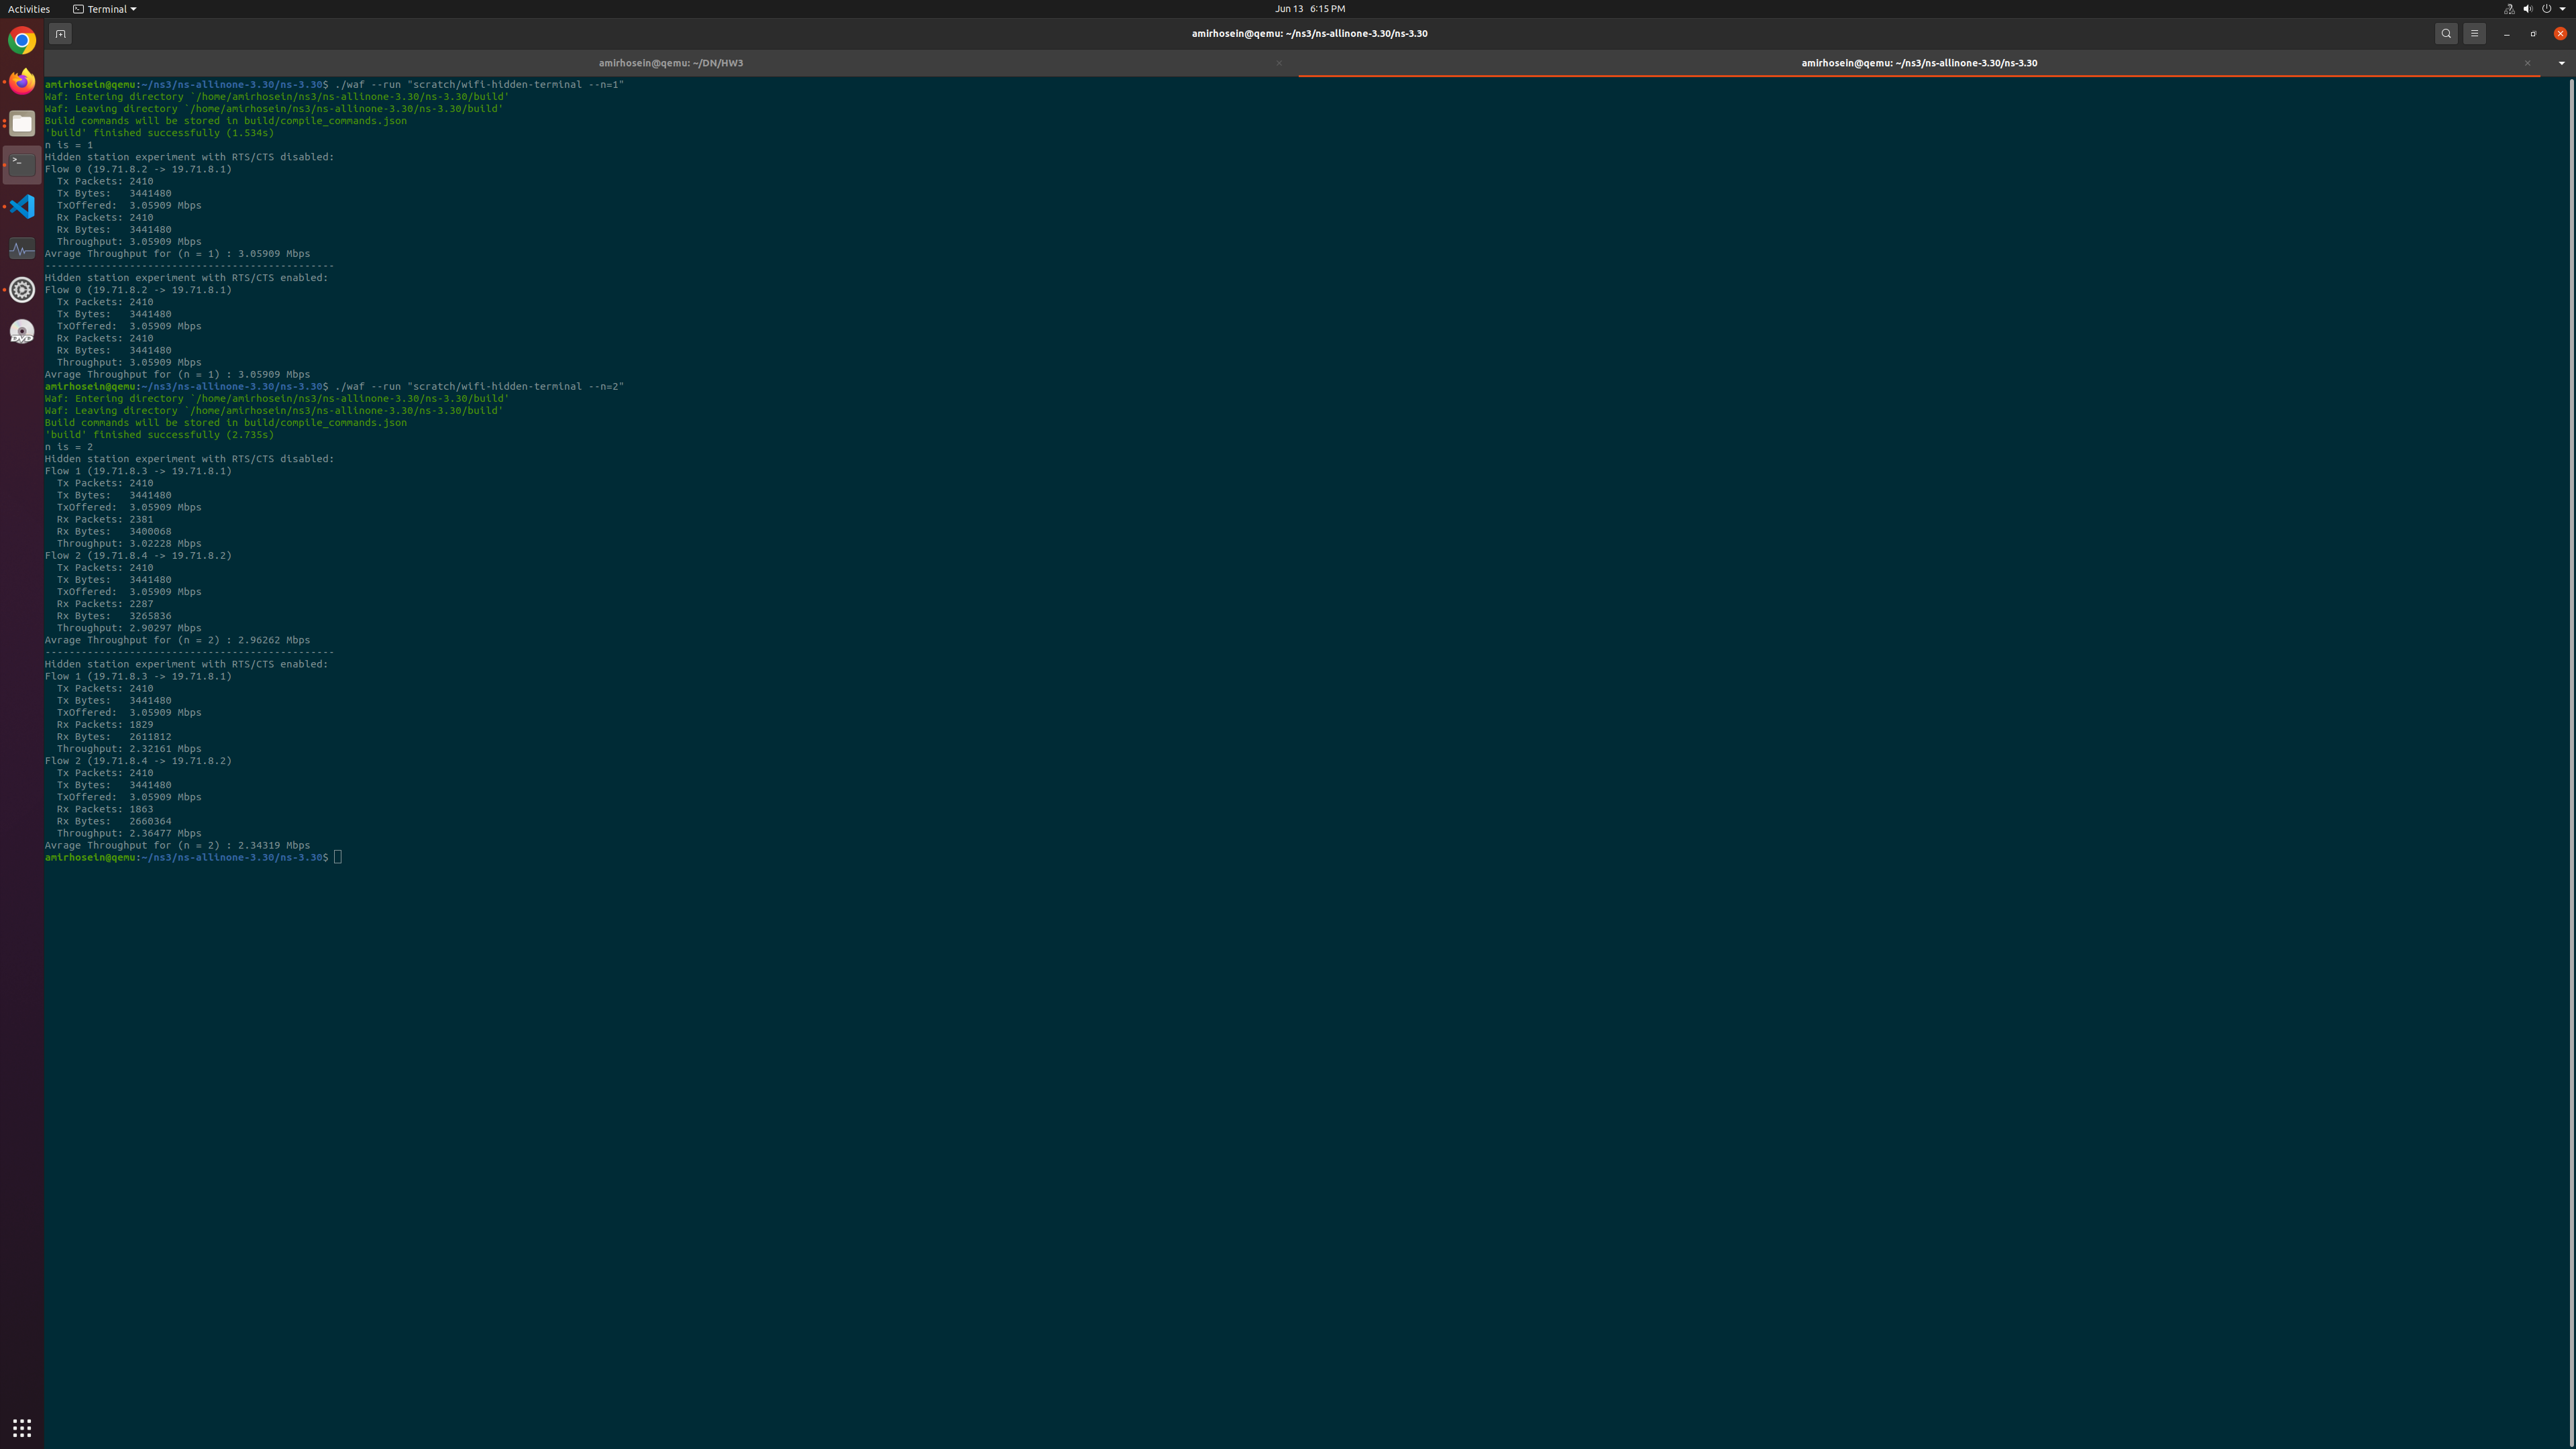 Activities
Terminal
Jun 13 6:15 PM
amirhosein@qemu: ~/ns3/ns-allinone-3.30/ns-3.30
amirhosein@qemu: ~/DN/HW3
amirhosein@qemu: ~/ns3/ns-allinone-3.30/ns-3.30
amirhosein@qemu:~/ns3/ns-allinone-3.30/ns-3.30$ ./waf --run "scratch/wifi-hidden-terminal --n=1"
Waf: Entering directory `/home/amirhosein/ns3/ns-allinone-3.30/ns-3.30/build'
Waf: Leaving directory `/home/amirhosein/ns3/ns-allinone-3.30/ns-3.30/build'
Build commands will be stored in build/compile_commands.json
'build' finished successfully (1.534s)
n is = 1
Hidden station experiment with RTS/CTS disabled:
Flow 0 (19.71.8.2 -> 19.71.8.1)
  Tx Packets: 2410
  Tx Bytes:   3441480
  TxOffered:  3.05909 Mbps
  Rx Packets: 2410
  Rx Bytes:   3441480
  Throughput: 3.05909 Mbps
Avrage Throughput for (n = 1) : 3.05909 Mbps
------------------------------------------------
Hidden station experiment with RTS/CTS enabled:
Flow 0 (19.71.8.2 -> 19.71.8.1)
  Tx Packets: 2410
  Tx Bytes:   3441480
  TxOffered:  3.05909 Mbps
  Rx Packets: 2410
  Rx Bytes:   3441480
  Throughput: 3.05909 Mbps
Avrage Throughput for (n = 1) : 3.05909 Mbps
amirhosein@qemu:~/ns3/ns-allinone-3.30/ns-3.30$ ./waf --run "scratch/wifi-hidden-terminal --n=2"
Waf: Entering directory `/home/amirhosein/ns3/ns-allinone-3.30/ns-3.30/build'
Waf: Leaving directory `/home/amirhosein/ns3/ns-allinone-3.30/ns-3.30/build'
Build commands will be stored in build/compile_commands.json
'build' finished successfully (2.735s)
n is = 2
Hidden station experiment with RTS/CTS disabled:
Flow 1 (19.71.8.3 -> 19.71.8.1)
  Tx Packets: 2410
  Tx Bytes:   3441480
  TxOffered:  3.05909 Mbps
  Rx Packets: 2381
  Rx Bytes:   3400068
  Throughput: 3.02228 Mbps
Flow 2 (19.71.8.4 -> 19.71.8.2)
  Tx Packets: 2410
  Tx Bytes:   3441480
  TxOffered:  3.05909 Mbps
  Rx Packets: 2287
  Rx Bytes:   3265836
  Throughput: 2.90297 Mbps
Avrage Throughput for (n = 2) : 2.96262 Mbps
------------------------------------------------
Hidden station experiment with RTS/CTS enabled:
Flow 1 (19.71.8.3 -> 19.71.8.1)
  Tx Packets: 2410
  Tx Bytes:   3441480
  TxOffered:  3.05909 Mbps
  Rx Packets: 1829
  Rx Bytes:   2611812
  Throughput: 2.32161 Mbps
Flow 2 (19.71.8.4 -> 19.71.8.2)
  Tx Packets: 2410
  Tx Bytes:   3441480
  TxOffered:  3.05909 Mbps
  Rx Packets: 1863
  Rx Bytes:   2660364
  Throughput: 2.36477 Mbps
Avrage Throughput for (n = 2) : 2.34319 Mbps
amirhosein@qemu:~/ns3/ns-allinone-3.30/ns-3.30$
DVD